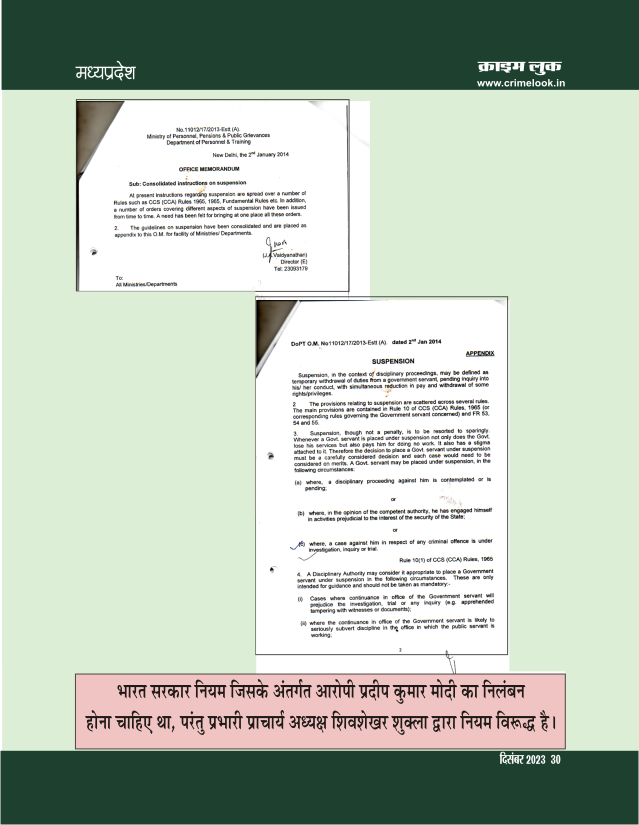 मध्यप्रदेश
क्राइम लुक
www.crimelook.in
No.11012/17/2013-Estt (A).
Ministry of Personnel, Pensions & Public Grievances
Department of Personnel & Training
New Delhi, the 2nd January 2014
OFFICE MEMORANDUM
Sub: Consolidated instructions on suspension
At present instructions regarding suspension are spread over a number of
Rules such as CCS (CCA) Rules 1965, 1965, Fundamental Rules etc. In addition,
a number of orders covering different aspects of suspension have been issued
from time to time. A need has been felt for bringing at one place all these orders.
2. The guidelines on suspension have been consolidated and are placed as
appendix to this O.M. for facility of Ministries/ Departments.
(J.A.Vaidyanathan)
Director (E)
Tel: 23093179
To:
All Ministries/Departments
DoPT O.M. No11012/17/2013-Estt (A). dated 2nd Jan 2014
APPENDIX
SUSPENSION
Suspension, in the context of disciplinary proceedings, may be defined as
temporary withdrawal of duties from a government servant, pending inquiry into
his/ her conduct, with simultaneous reduction in pay and withdrawal of some
rights/privileges.
2 The provisions relating to suspension are scattered across several rules.
The main provisions are contained in Rule 10 of CCS (CCA) Rules, 1965 (or
corresponding rules governing the Government servant concerned) and FR 53,
54 and 55.
3. Suspension, though not a penalty, is to be resorted to sparingly.
Whenever a Govt. servant is placed under suspension not only does the Govt.
lose his services but also pays him for doing no work. It also has a stigma
attached to it. Therefore the decision to place a Govt. servant under suspension
must be a carefully considered decision and each case would need to be
considered on merits. A Govt servant may be placed under suspension, in the
following circumstances:
(a) where, a disciplinary proceeding against him is contemplated or is
pending;
or
(b) where, in the opinion of the competent authority, he has engaged himself
in activities prejudicial to the interest of the security of the State;
or
(c) where, a case against him in respect of any criminal offence is under
investigation, inquiry or trial.
Rule 10(1) of CCS (CCA) Rules, 1965
4. A Disciplinary Authority may consider it appropriate to place a Government
servant under suspension in the following circumstances. These are only
intended for guidance and should not be taken as mandatory:-
(i) Cases where continuance in office of the Government servant will
prejudice the investigation, trial or any inquiry (e.g. apprehended
tampering with witnesses or documents);
(ii) where the continuance in office of the Government servant is likely to
seriously subvert discipline in the office in which the public servant is
working;
2
भारत सरकार नियम जिसके अंतर्गत आरोपी प्रदीप कुमार मोदी का निलंबन
होना चाहिए था, परंतु प्रभारी प्राचार्य अध्यक्ष शिवशेखर शुक्ला द्वारा नियम विरूद्ध है।
दिसंबर 2023 30